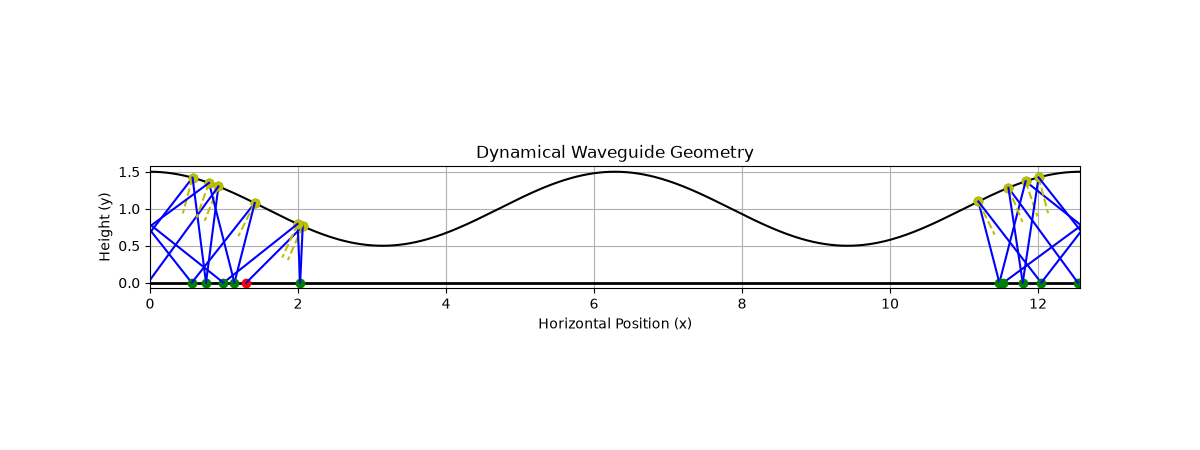 Dynamical Waveguide Geometry
1.5
1.0
0.5
0.0
Height (y)
0 2 4 6 8 10 12
Horizontal Position (x)